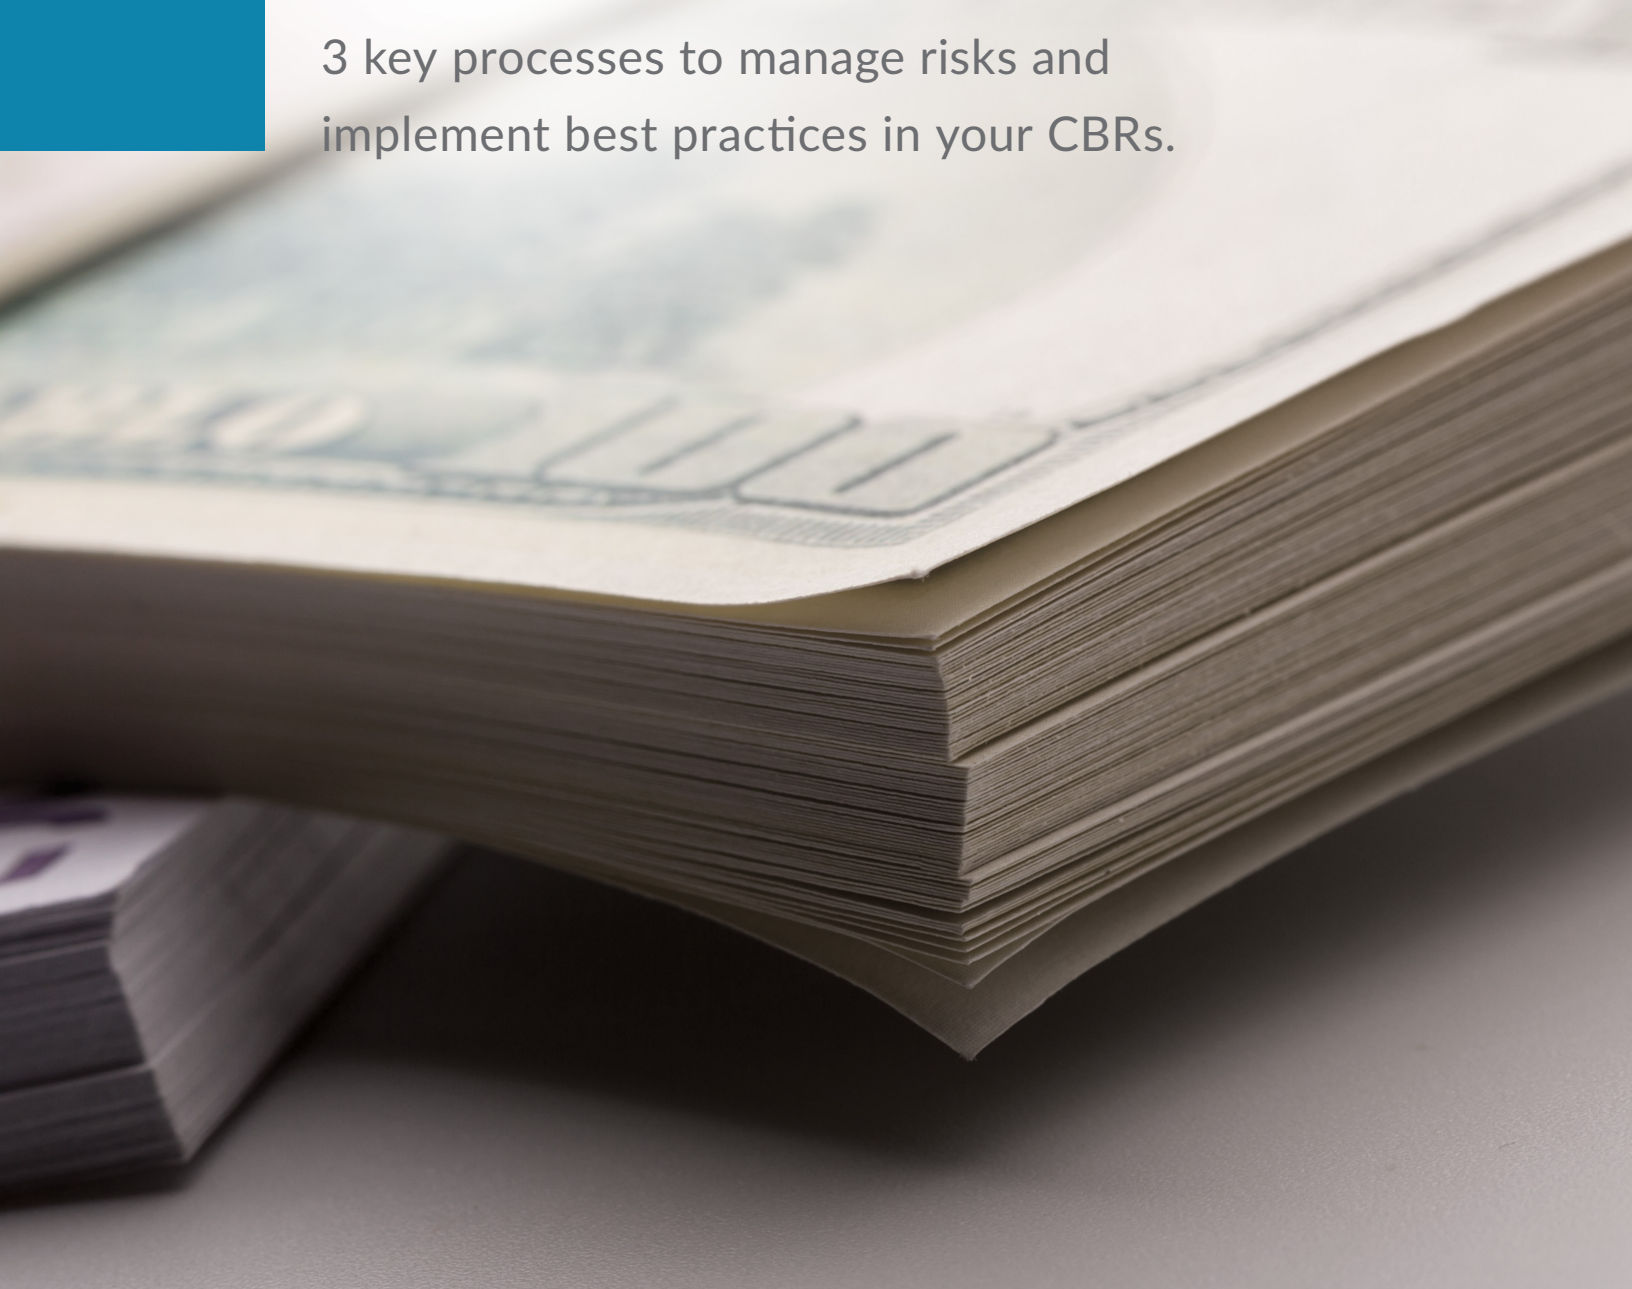 3 key processes to manage risks and
implement best practices in your CBRs.